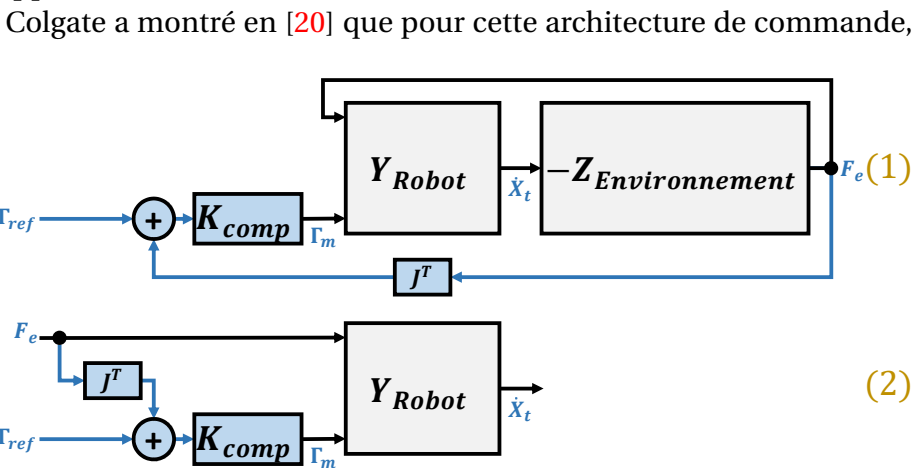 Colgate a montré en [20] que pour cette architecture de commande,
Y_Robot
-Z_Environnement
F_e (1)
Ẋ_t
Γ_ref
+
K_comp
Γ_m
J^T
F_e
J^T
Y_Robot
Ẋ_t
(2)
Γ_ref
+
K_comp
Γ_m